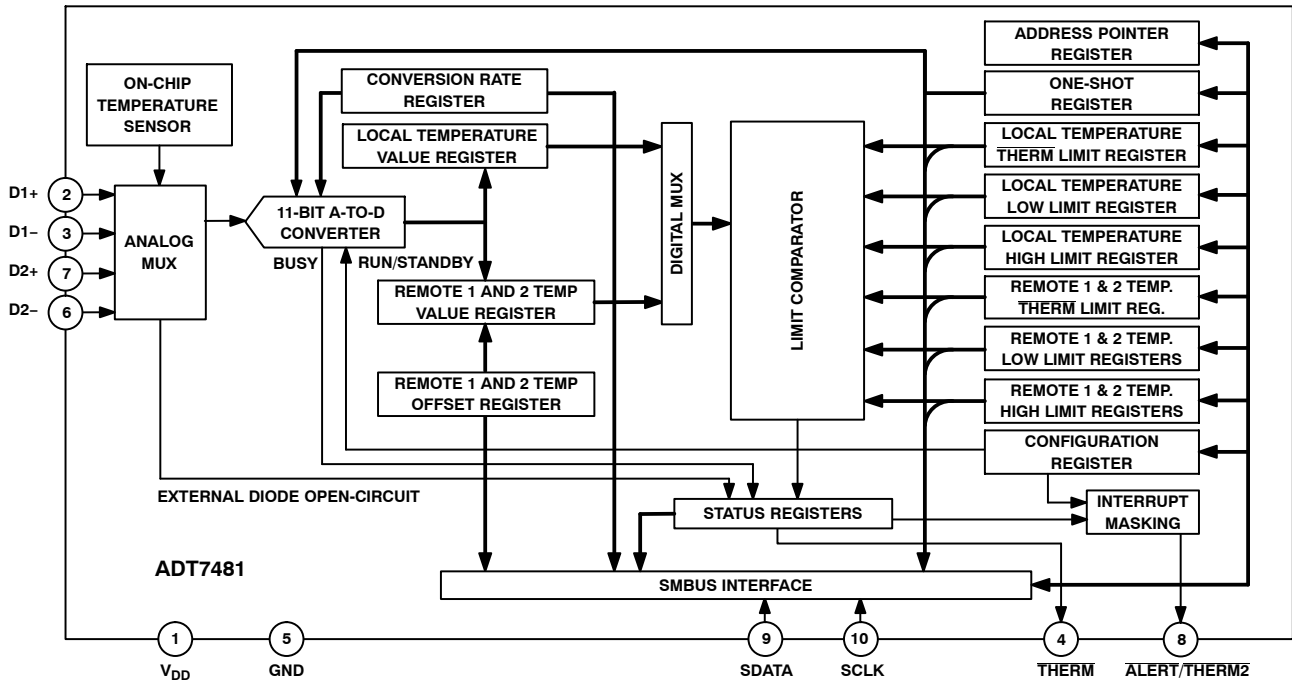 ADDRESS POINTER
REGISTER
ON-CHIP
TEMPERATURE
SENSOR
CONVERSION RATE
REGISTER
ONE-SHOT
REGISTER
LOCAL TEMPERATURE
VALUE REGISTER
LOCAL TEMPERATURE
THERM LIMIT REGISTER
D1+
2
D1–
3
D2+
7
D2–
6
ANALOG
MUX
11-BIT A-TO-D
CONVERTER
BUSY
RUN/STANDBY
DIGITAL MUX
LIMIT COMPARATOR
LOCAL TEMPERATURE
LOW LIMIT REGISTER
LOCAL TEMPERATURE
HIGH LIMIT REGISTER
REMOTE 1 AND 2 TEMP
VALUE REGISTER
REMOTE 1 & 2 TEMP.
THERM LIMIT REG.
REMOTE 1 & 2 TEMP.
LOW LIMIT REGISTERS
REMOTE 1 AND 2 TEMP
OFFSET REGISTER
REMOTE 1 & 2 TEMP.
HIGH LIMIT REGISTERS
CONFIGURATION
REGISTER
EXTERNAL DIODE OPEN-CIRCUIT
STATUS REGISTERS
INTERRUPT
MASKING
ADT7481
SMBUS INTERFACE
1
5
9
10
4
8
VDD
GND
SDATA
SCLK
THERM
ALERT/THERM2